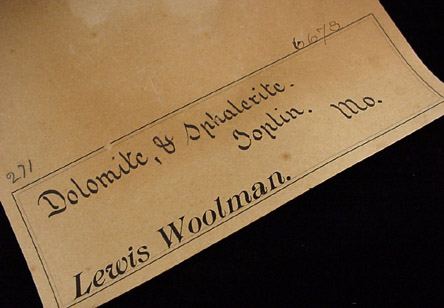 6678
271
Dolomite, & Sphalerite.
Joplin. Mo.
Lewis Woolman.